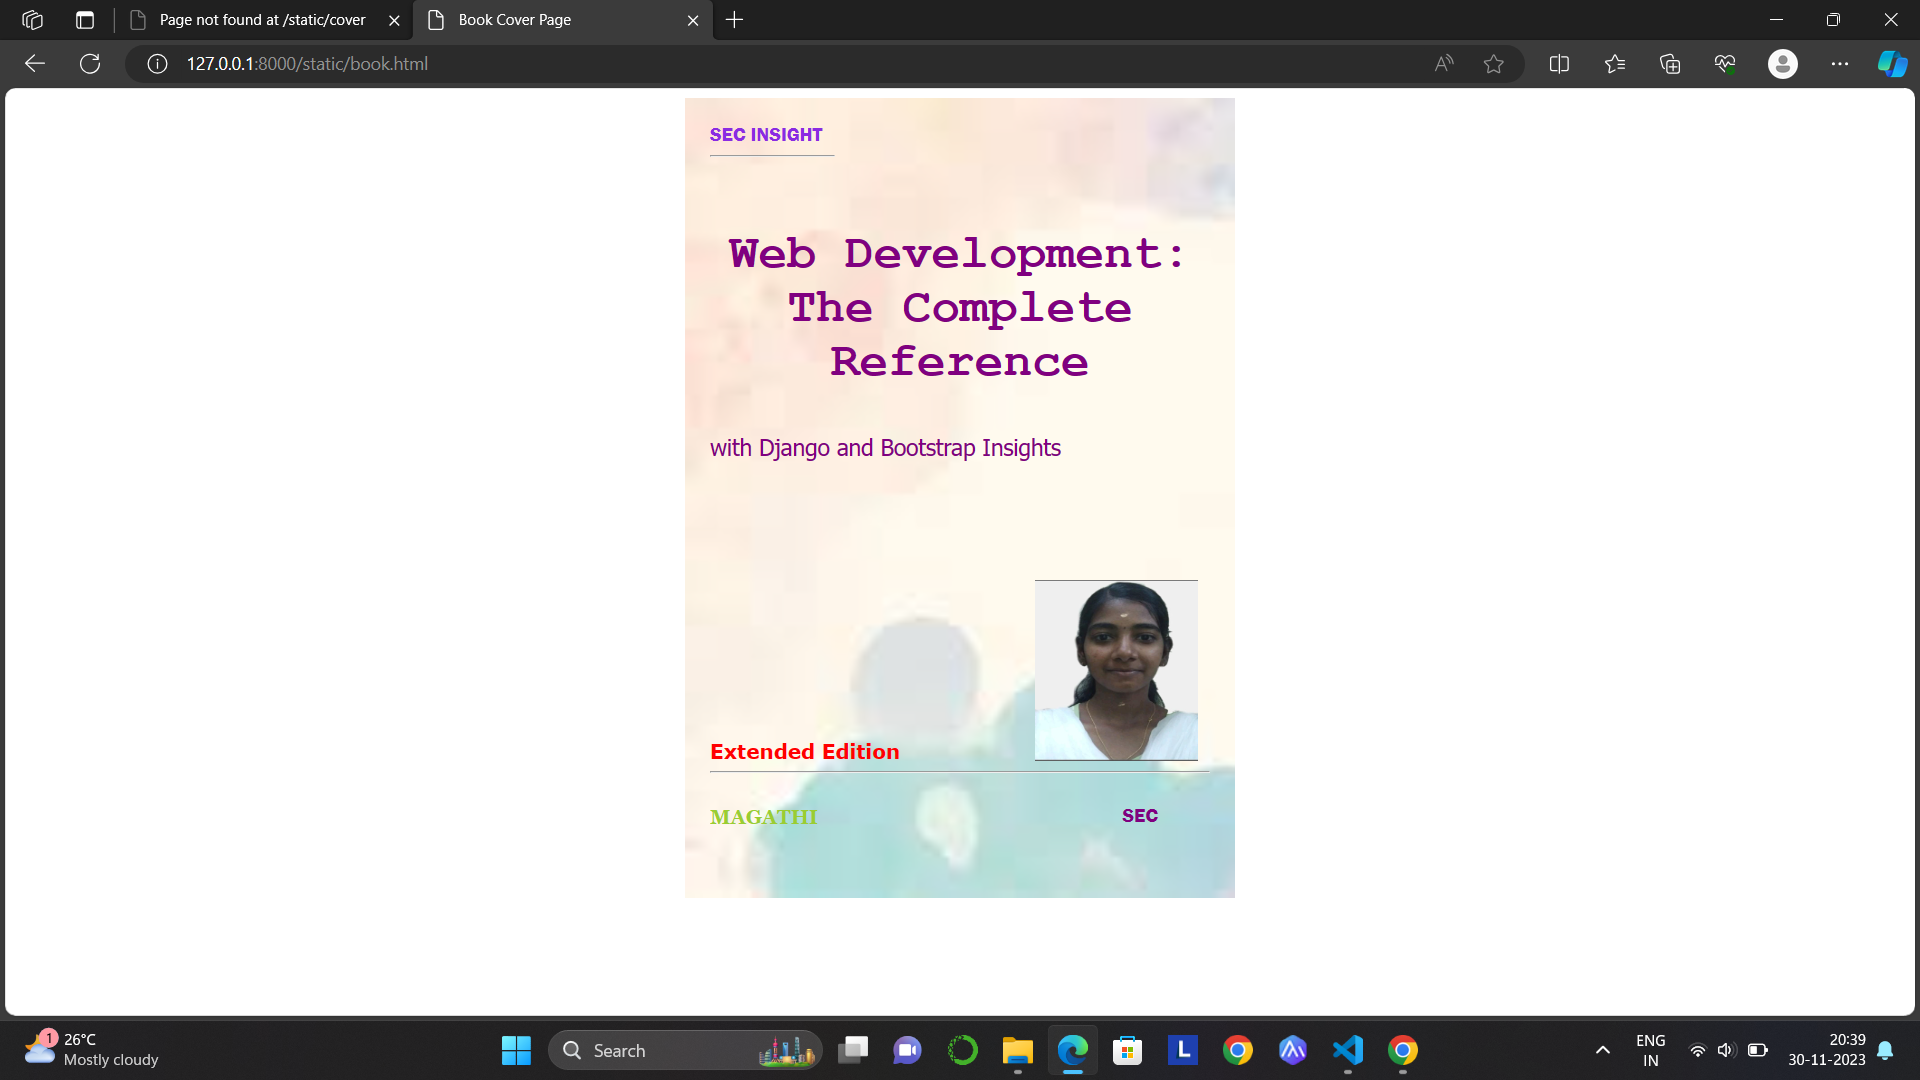 Page not found at /static/cover
Book Cover Page
127.0.0.1:8000/static/book.html
SEC INSIGHT
Web Development:
The Complete
Reference
with Django and Bootstrap Insights
Extended Edition
MAGATHI
SEC
1
26°C
Mostly cloudy
Search
L
ENG
IN
20:39
30-11-2023